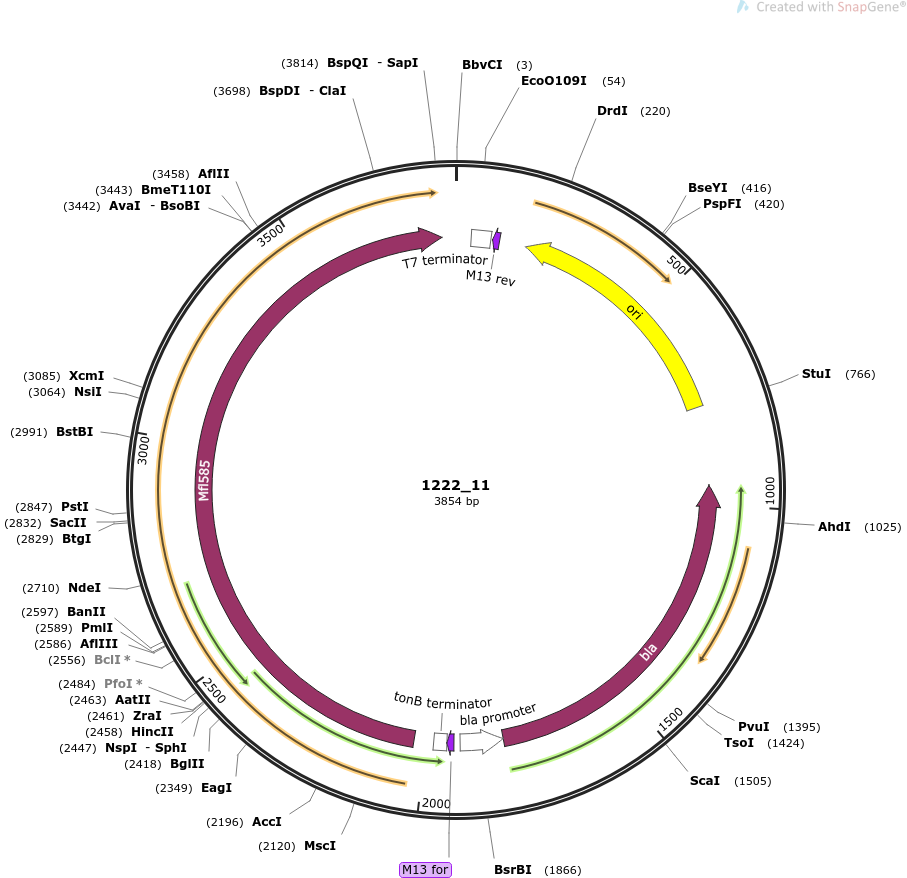 Created with SnapGene®
(3814) BspQI - SapI
BbvCI (3)
EcoO109I (54)
(3698) BspDI - ClaI
DrdI (220)
(3458) AflII
(3443) BmeT110I
(3442) AvaI - BsoBI
BseYI (416)
PspFI (420)
3500
500
T7 terminator
M13 rev
ori
(3085) XcmI
(3064) NsiI
StuI (766)
(2991) BstBI
3000
Mfl585
1222_11
3854 bp
1000
(2847) PstI
(2832) SacII
(2829) BtgI
AhdI (1025)
(2710) NdeI
(2597) BanII
(2589) PmlI
(2586) AflIII
(2556) BclI *
bla
(2484) PfoI *
(2463) AatII
(2461) ZraI
(2458) HincII
(2447) NspI - SphI
(2418) BglII
2500
tonB terminator
bla promoter
1500
PvuI (1395)
TsoI (1424)
(2349) EagI
ScaI (1505)
2000
(2196) AccI
(2120) MscI
M13 for
BsrBI (1866)